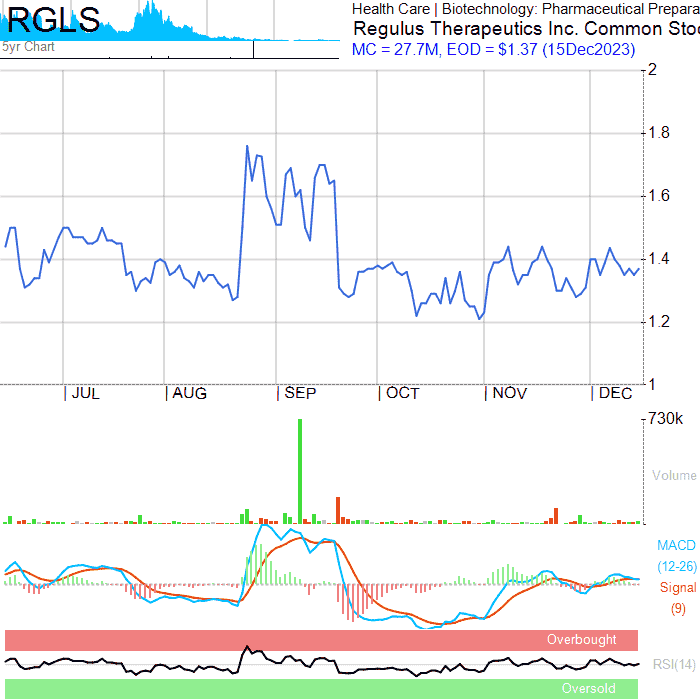 RGLS
5yr Chart
Health Care | Biotechnology: Pharmaceutical Prepara
Regulus Therapeutics Inc. Common Stoc
MC = 27.7M, EOD = $1.37 (15Dec2023)
2
1.8
1.6
1.4
1.2
1
JUL AUG SEP OCT NOV DEC
730k
Volume
MACD
(12-26)
Signal
(9)
Overbought
RSI(14)
Oversold